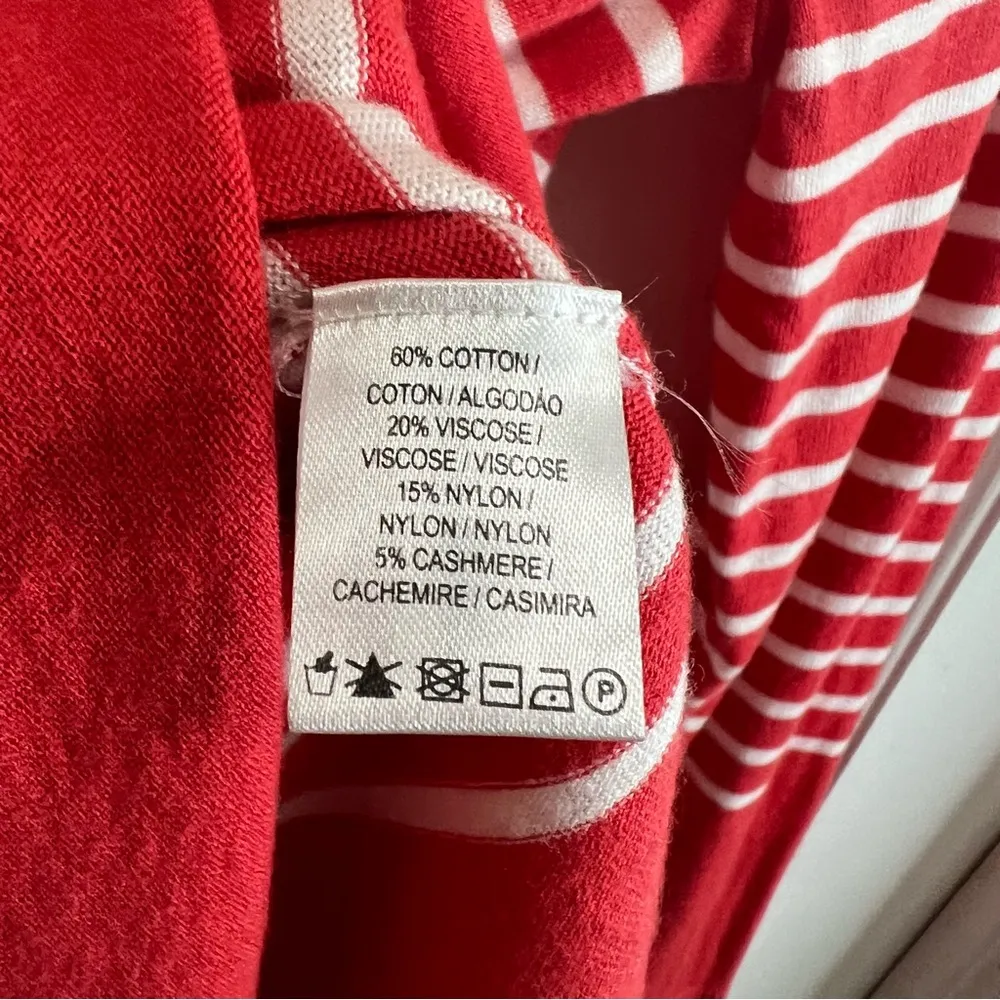 60% COTTON /
COTON / ALGODÃO
20% VISCOSE /
VISCOSE / VISCOSE
15% NYLON /
NYLON / NYLON
5% CASHMERE /
CACHEMIRE / CASIMIRA
P